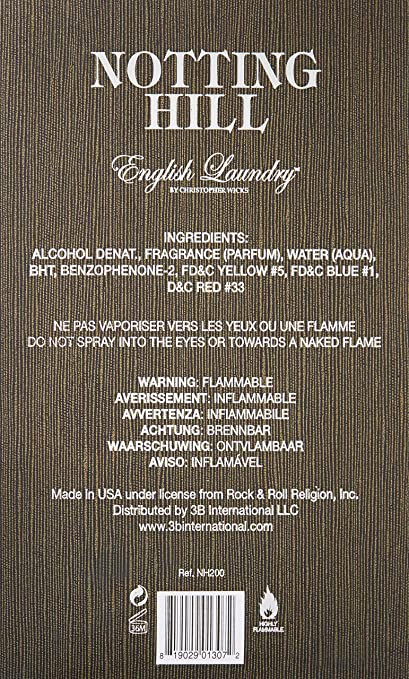 NOTTING
HILL
English Laundry™
BY CHRISTOPHER WICKS
INGREDIENTS:
ALCOHOL DENAT., FRAGRANCE (PARFUM), WATER (AQUA),
BHT, BENZOPHENONE-2, FD&C YELLOW #5, FD&C BLUE #1,
D&C RED #33
NE PAS VAPORISER VERS LES YEUX OU UNE FLAMME
DO NOT SPRAY INTO THE EYES OR TOWARDS A NAKED FLAME
WARNING: FLAMMABLE
AVERISSEMENT: INFLAMMABLE
AVVERTENZA: INFIAMMABILE
ACHTUNG: BRENNBAR
WAARSCHUWING: ONTVLAMBAAR
AVISO: INFLAMÁVEL
Made in USA under license from Rock & Roll Religion, Inc.
Distributed by 3B International LLC
www.3binternational.com
Ref. NH200
36M
HIGHLY
FLAMMABLE
8 19029 01307 2